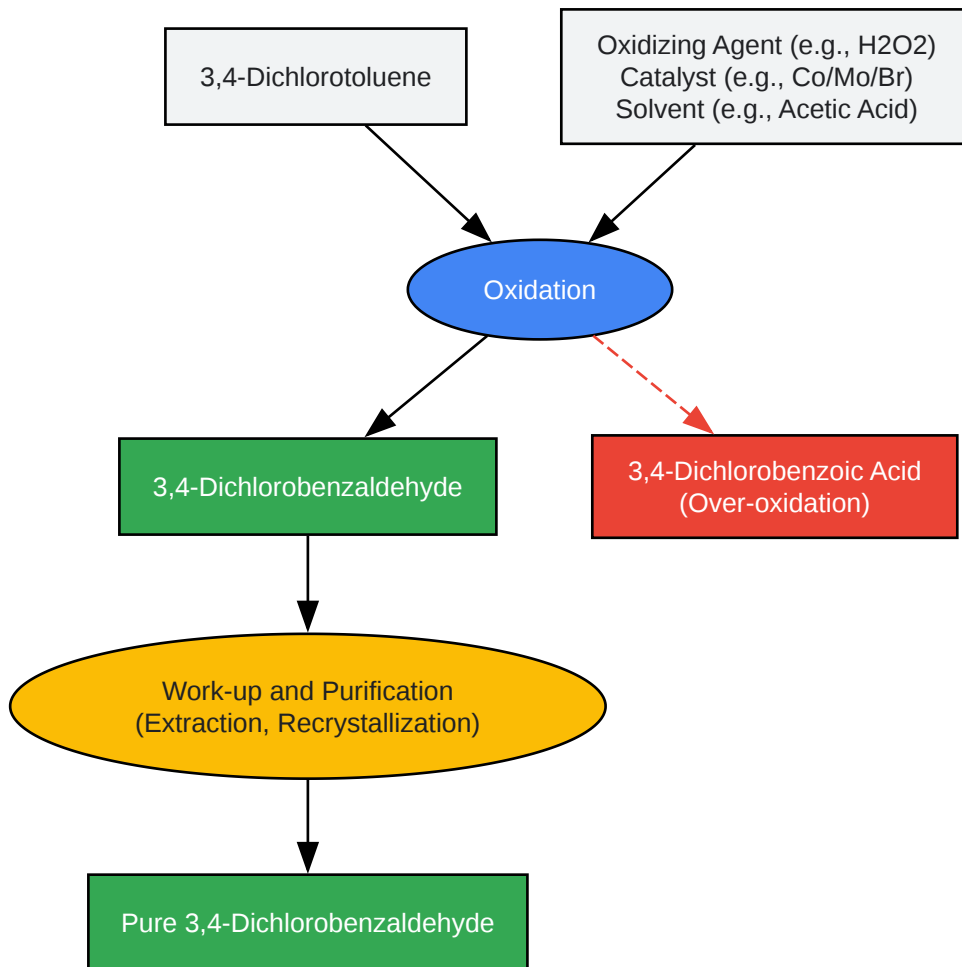 3,4-Dichlorotoluene
Oxidizing Agent (e.g., H2O2)
Catalyst (e.g., Co/Mo/Br)
Solvent (e.g., Acetic Acid)
Oxidation
3,4-Dichlorobenzaldehyde
3,4-Dichlorobenzoic Acid
(Over-oxidation)
Work-up and Purification
(Extraction, Recrystallization)
Pure 3,4-Dichlorobenzaldehyde